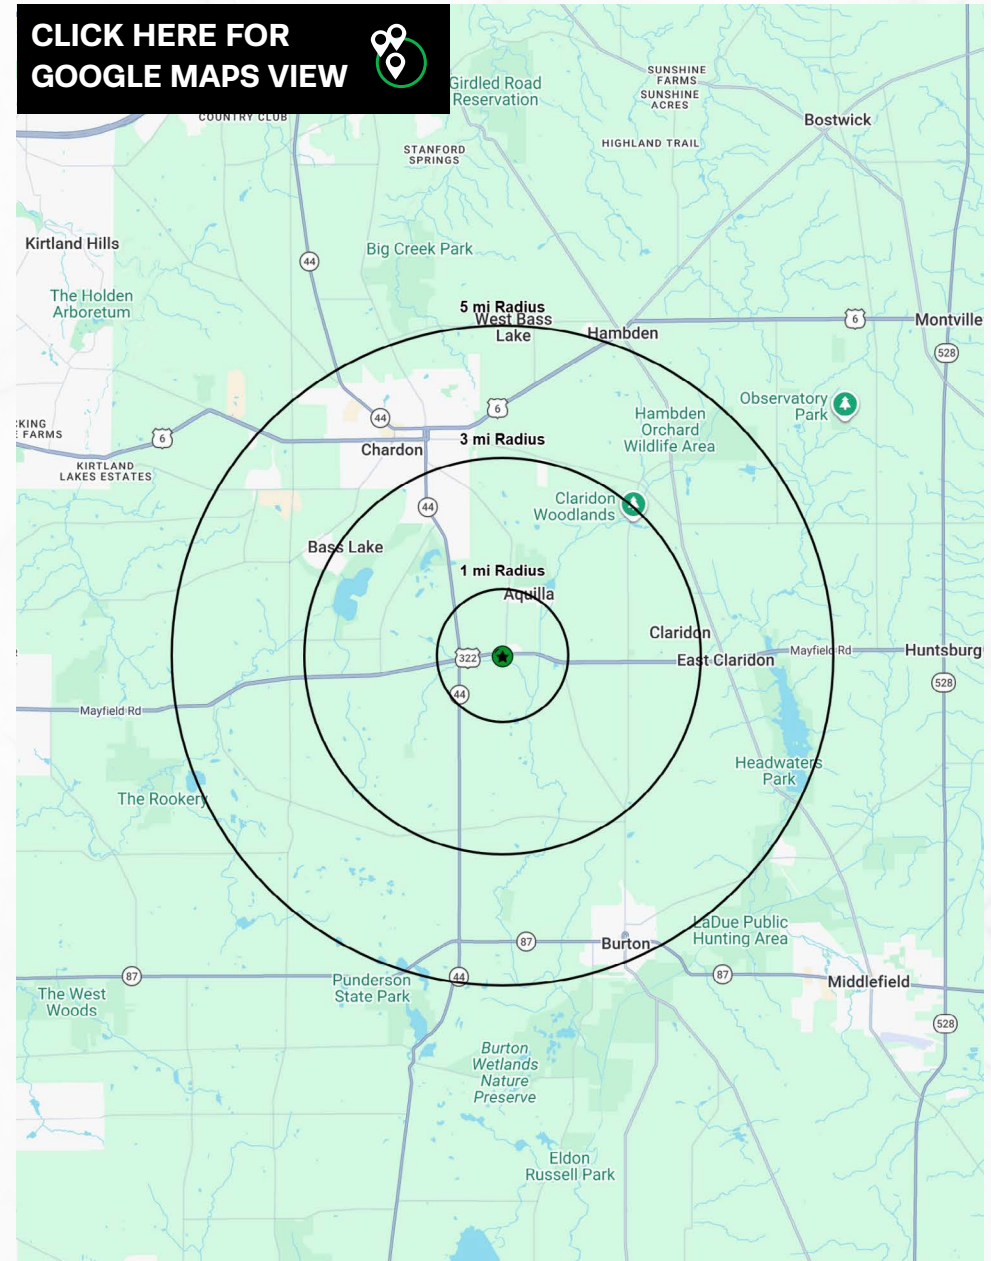 CLICK HERE FOR
GOOGLE MAPS VIEW
COUNTRY CLUB
Girdled Road
Reservation
SUNSHINE
FARMS
SUNSHINE
ACRES
Bostwick
HIGHLAND TRAIL
STANFORD
SPRINGS
Kirtland Hills
Big Creek Park
44
The Holden
Arboretum
5 mi Radius
West Bass
Lake
Hambden
6
Montville
528
Observatory
Park
44
6
Hambden
Orchard
Wildlife Area
CKING
E FARMS
6
3 mi Radius
Chardon
KIRTLAND
LAKES ESTATES
Claridon
Woodlands
44
Bass Lake
1 mi Radius
Aquilla
Claridon
East Claridon
Mayfield Rd
Huntsburg
322
528
44
Mayfield Rd
Headwaters
Park
The Rookery
LaDue Public
Hunting Area
87
Burton
87
44
87
Punderson
State Park
Middlefield
The West
Woods
528
Burton
Wetlands
Nature
Preserve
Eldon
Russell Park